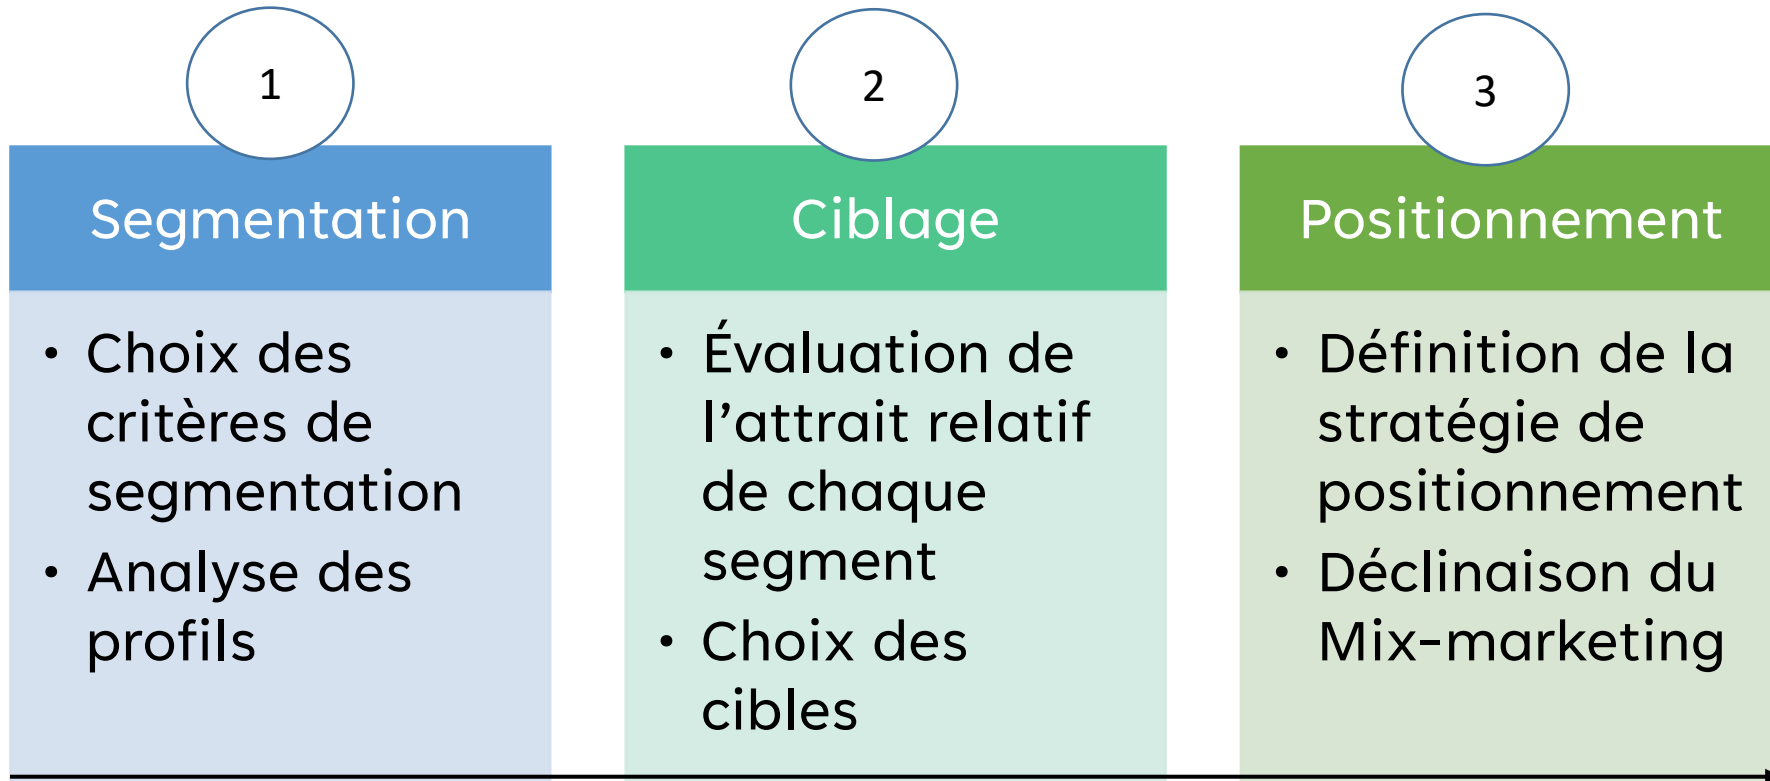 1
Segmentation
• Choix des
critères de
segmentation
• Analyse des
profils
2
Ciblage
• Évaluation de
l’attrait relatif
de chaque
segment
• Choix des
cibles
3
Positionnement
• Définition de la
stratégie de
positionnement
• Déclinaison du
Mix-marketing